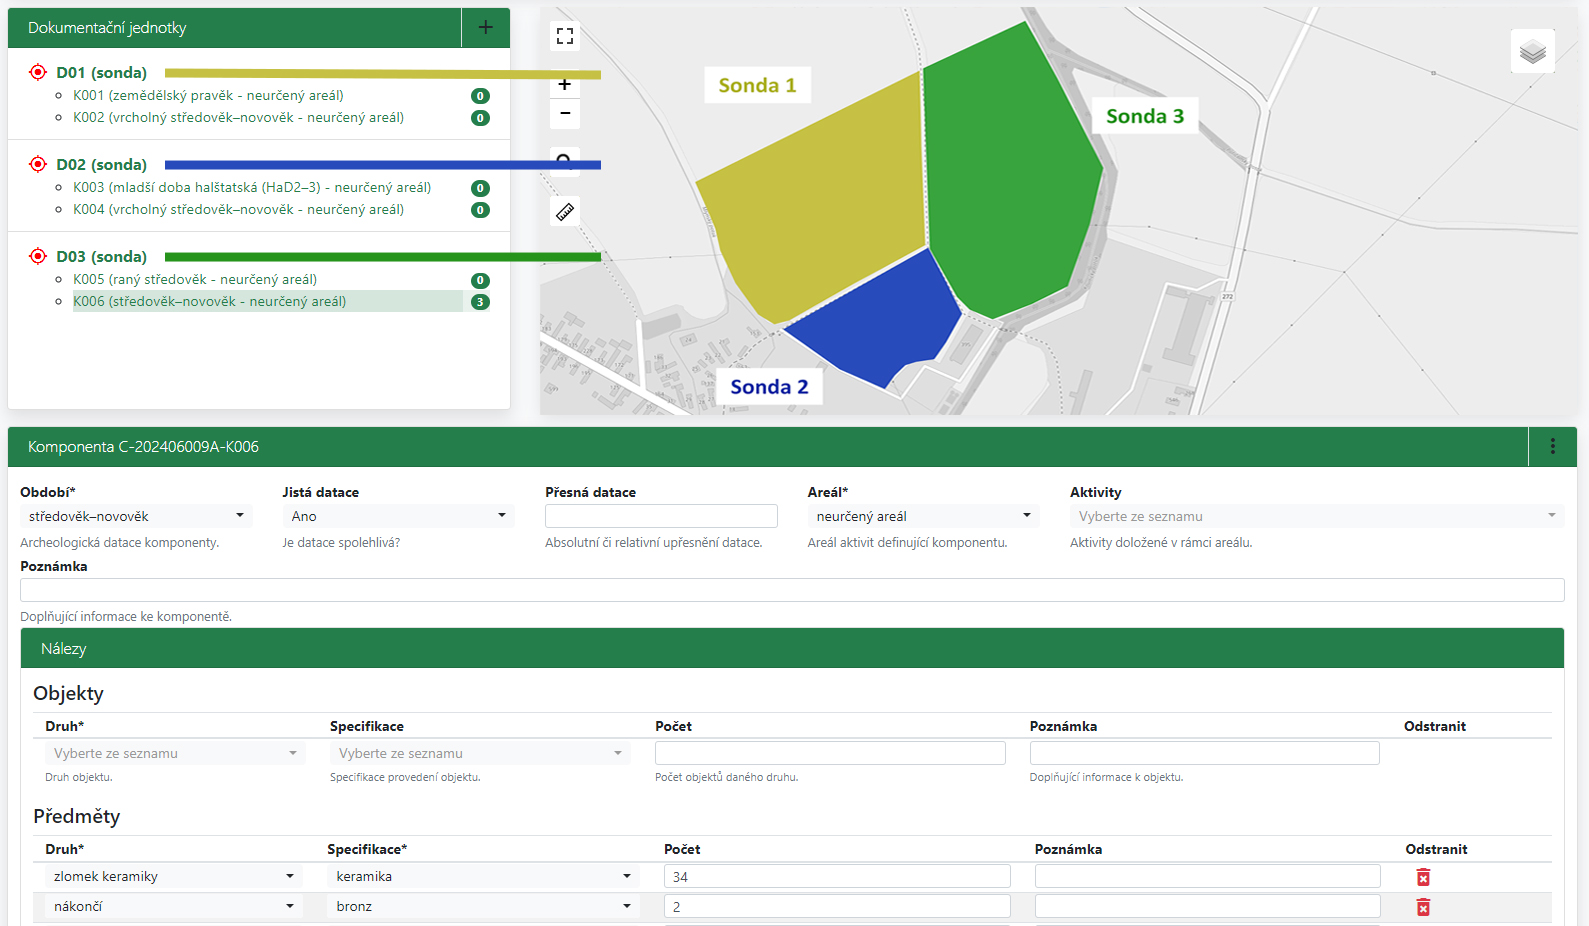 Dokumentační jednotky
D01 (sonda)
K001 (zemědělský pravěk - neurčený areál) 0
K002 (vrcholný středověk–novověk - neurčený areál) 0
D02 (sonda)
K003 (mladší doba halštatská (HaD2–3) - neurčený areál) 0
K004 (vrcholný středověk–novověk - neurčený areál) 0
D03 (sonda)
K005 (raný středověk - neurčený areál) 0
K006 (středověk–novověk - neurčený areál) 3
Sonda 1
Sonda 3
Sonda 2
272
Komponenta C-202406009A-K006
Období* Jistá datace Přesná datace Areál* Aktivity
středověk–novověk Ano neurčený areál Vyberte ze seznamu
Archeologická datace komponenty. Je datace spolehlivá? Absolutní či relativní upřesnění datace. Areál aktivit definující komponentu. Aktivity doložené v rámci areálu.
Poznámka
Doplňující informace ke komponentě.
Nálezy
Objekty
Druh* Specifikace Počet Poznámka Odstranit
Vyberte ze seznamu Vyberte ze seznamu
Druh objektu. Specifikace provedení objektu. Počet objektů daného druhu. Doplňující informace k objektu.
Předměty
Druh* Specifikace* Počet Poznámka Odstranit
zlomek keramiky keramika 34
nákončí bronz 2